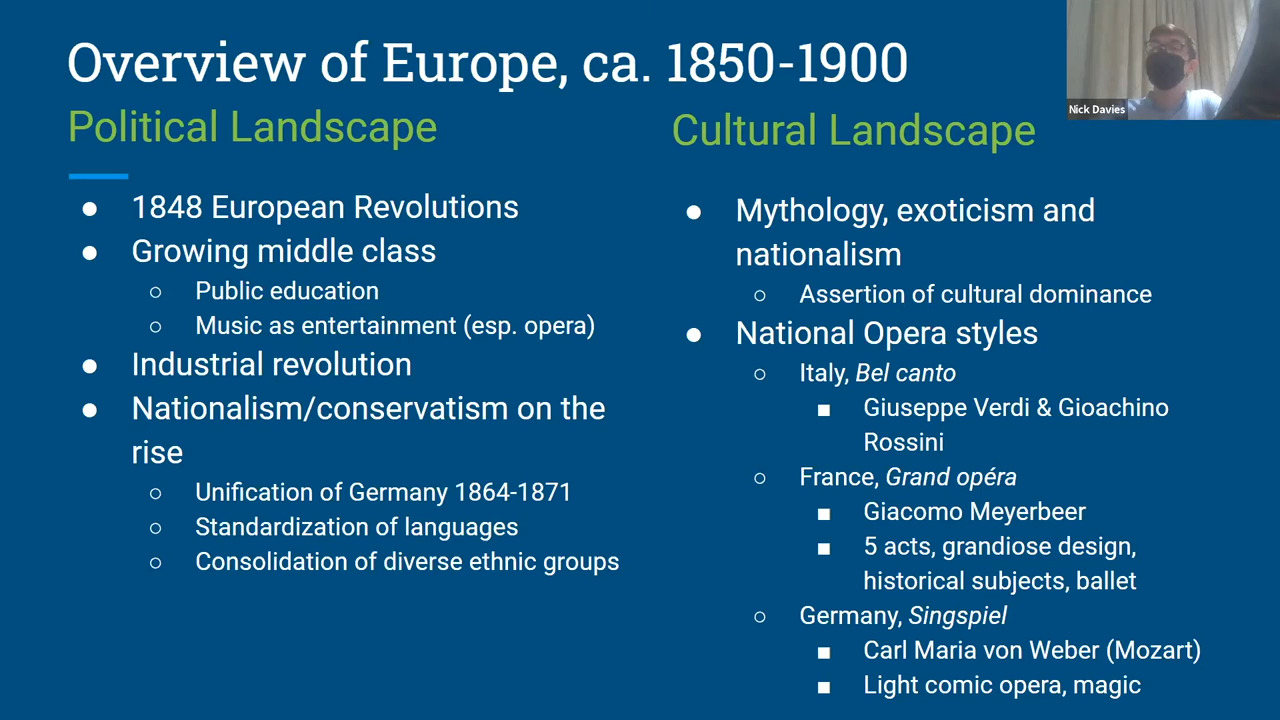 Overview of Europe, ca. 1850-1900
Nick Davies
Political Landscape
● 1848 European Revolutions
● Growing middle class
○ Public education
○ Music as entertainment (esp. opera)
● Industrial revolution
● Nationalism/conservatism on the
rise
○ Unification of Germany 1864-1871
○ Standardization of languages
○ Consolidation of diverse ethnic groups
Cultural Landscape
● Mythology, exoticism and
nationalism
○ Assertion of cultural dominance
● National Opera styles
○ Italy, Bel canto
■ Giuseppe Verdi & Gioachino
Rossini
○ France, Grand opéra
■ Giacomo Meyerbeer
■ 5 acts, grandiose design,
historical subjects, ballet
○ Germany, Singspiel
■ Carl Maria von Weber (Mozart)
■ Light comic opera, magic